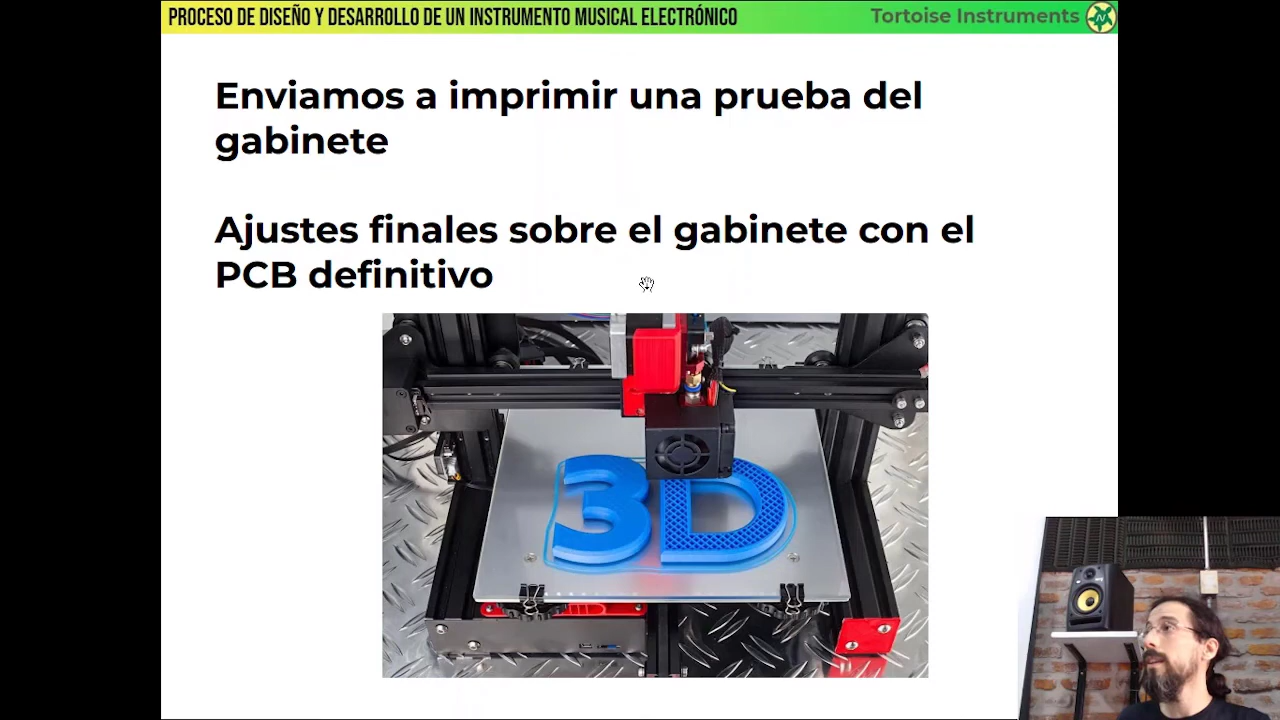 PROCESO DE DISEÑO Y DESARROLLO DE UN INSTRUMENTO MUSICAL ELECTRÓNICO
Tortoise Instruments
Enviamos a imprimir una prueba del
gabinete
Ajustes finales sobre el gabinete con el
PCB definitivo
3D